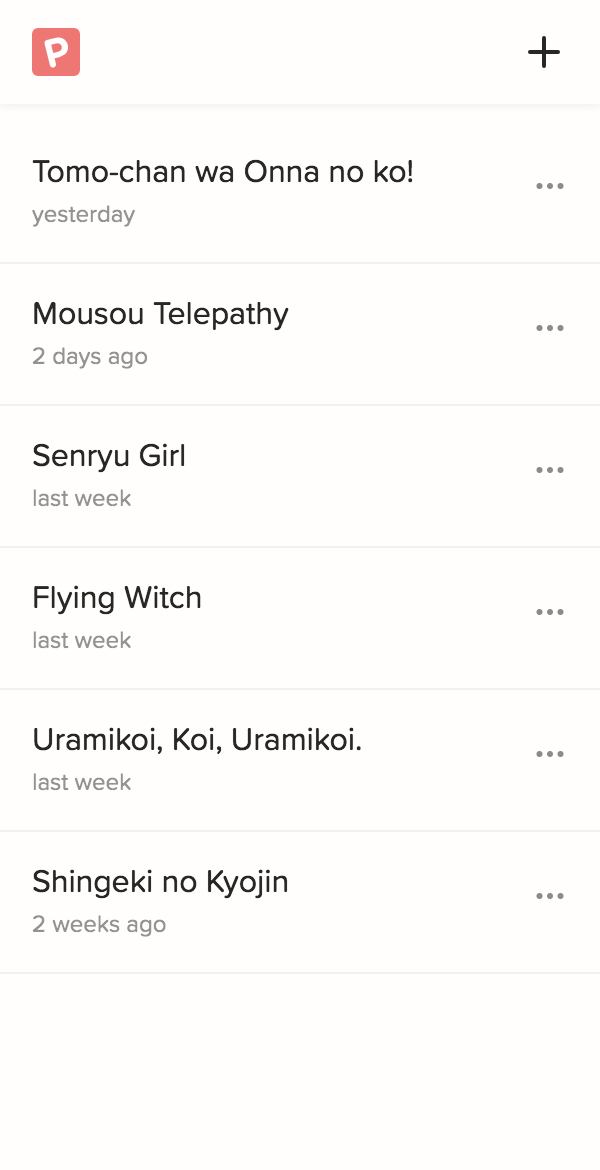 P
Tomo-chan wa Onna no ko!
yesterday
Mousou Telepathy
2 days ago
Senryu Girl
last week
Flying Witch
last week
Uramikoi, Koi, Uramikoi.
last week
Shingeki no Kyojin
2 weeks ago